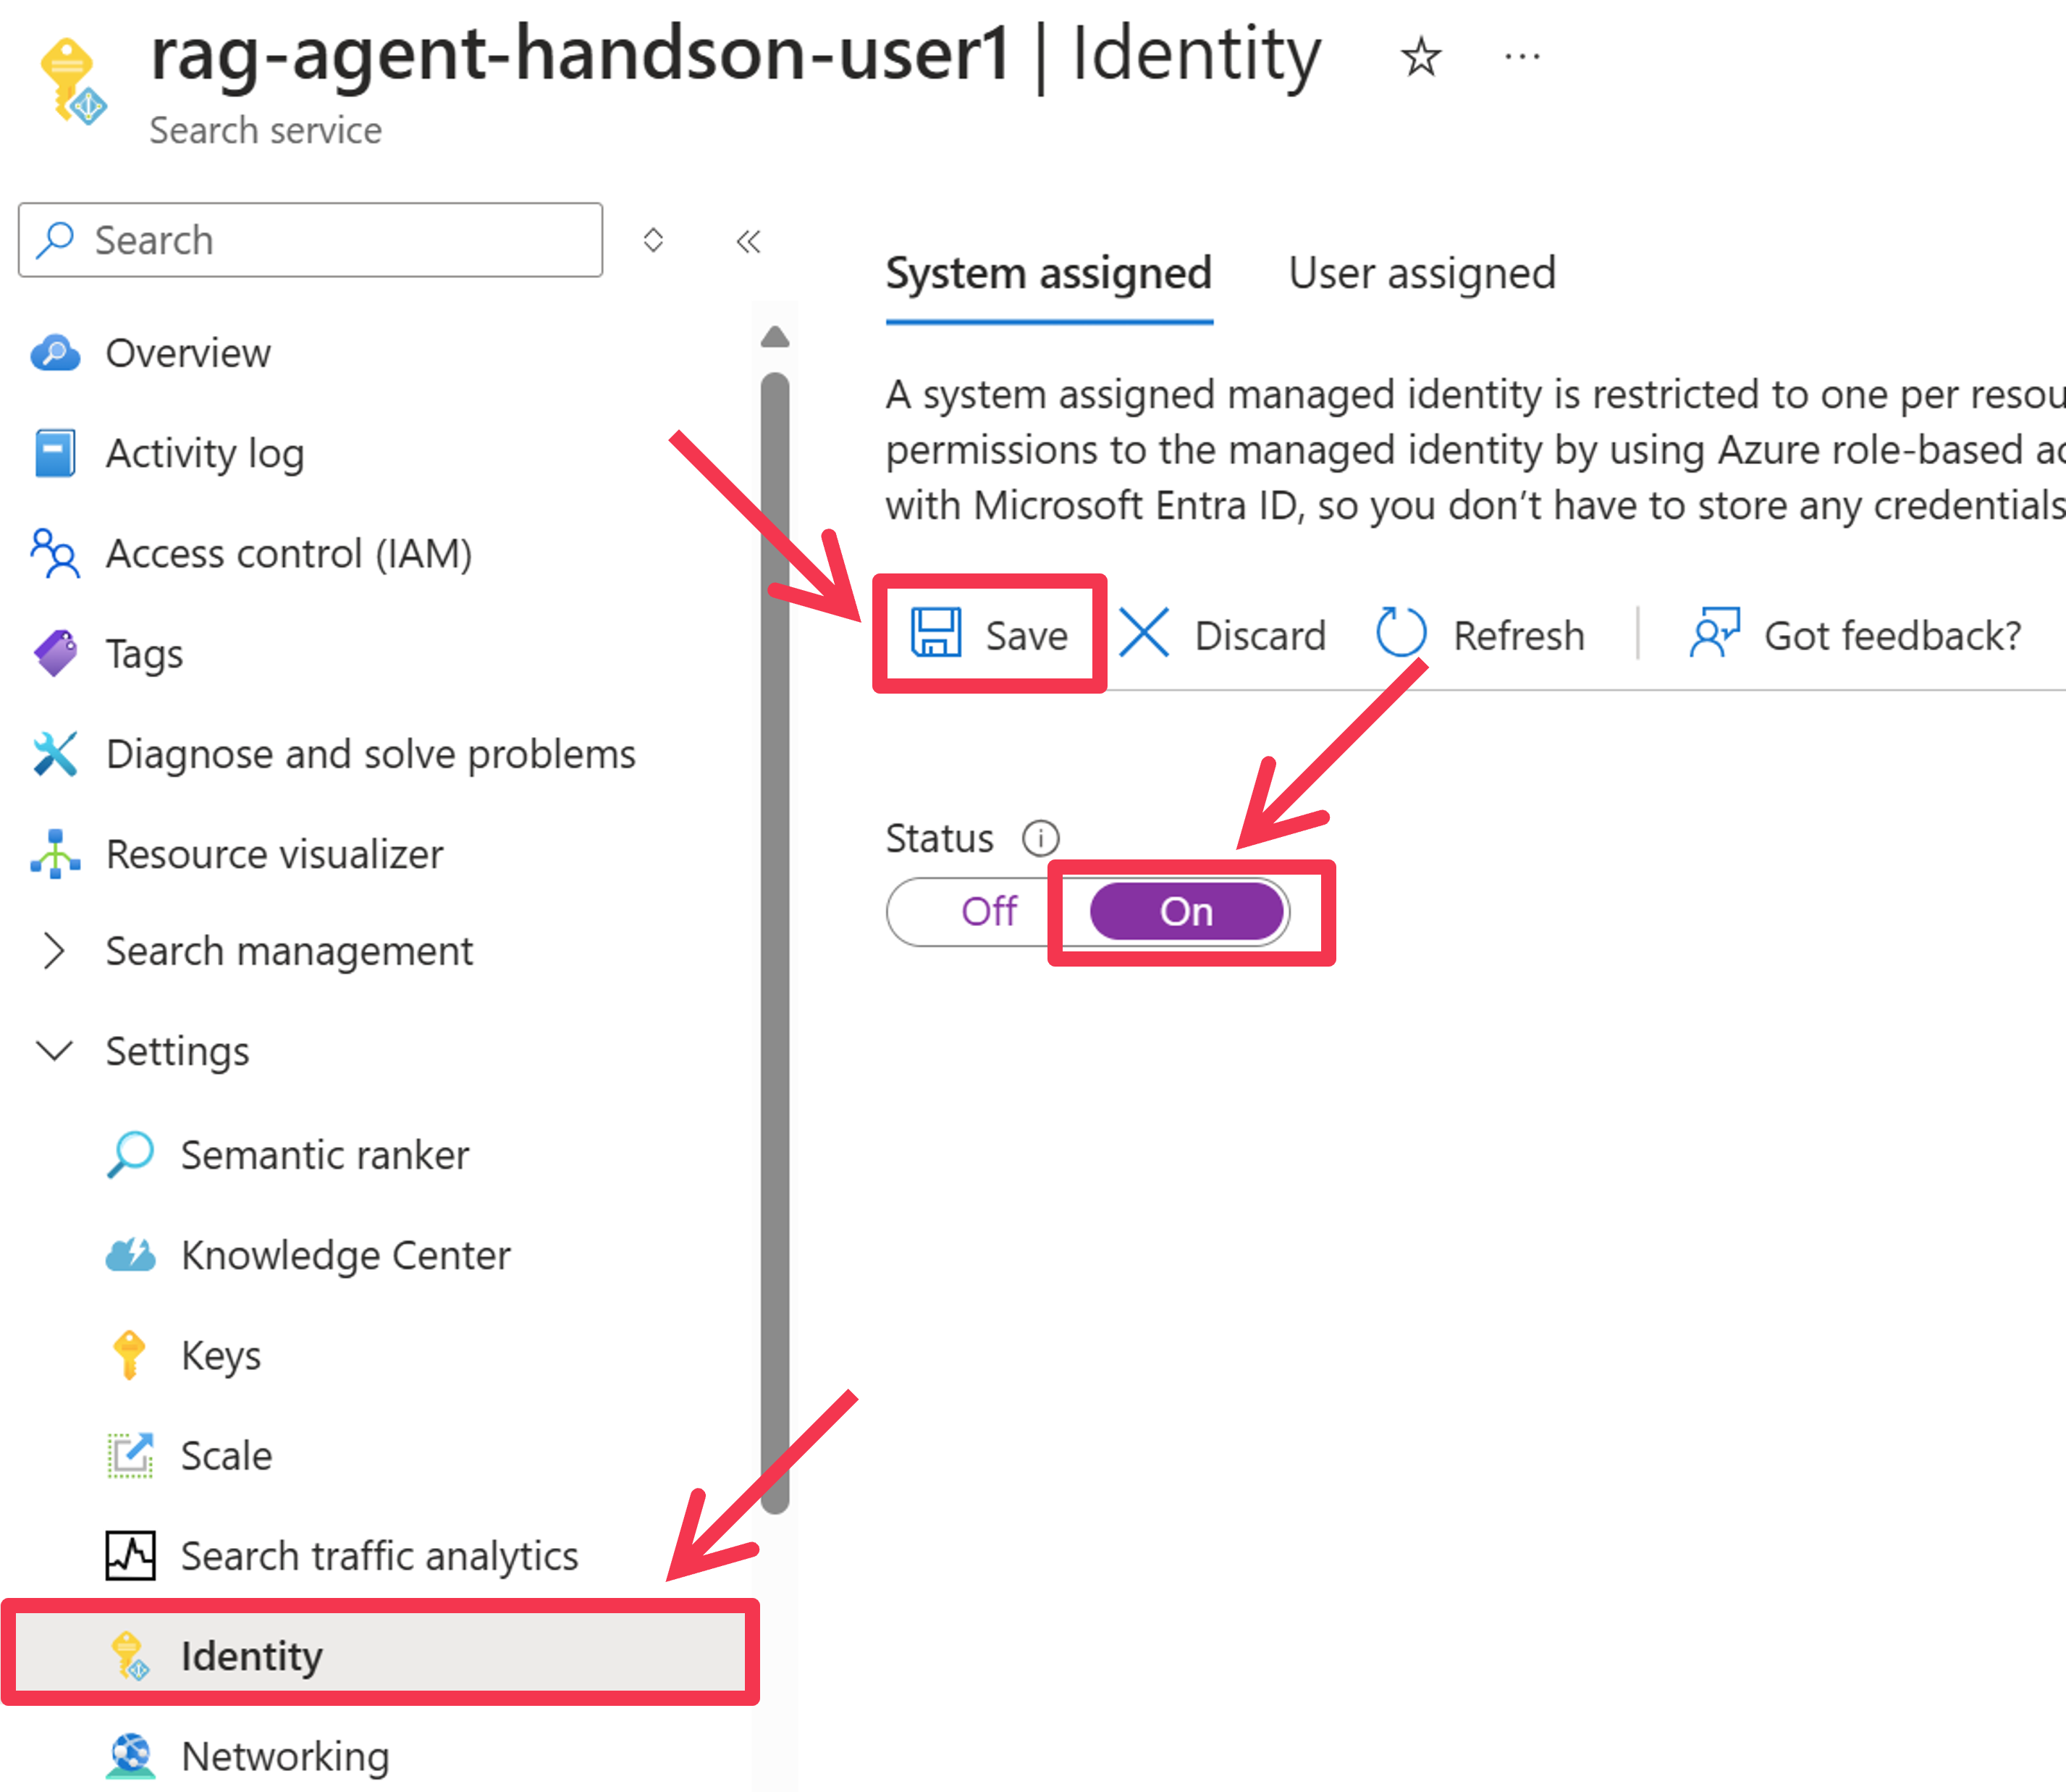 rag-agent-handson-user1 | Identity
Search service
Search
Overview
Activity log
Access control (IAM)
Tags
Diagnose and solve problems
Resource visualizer
Search management
Settings
Semantic ranker
Knowledge Center
Keys
Scale
Search traffic analytics
Identity
Networking
System assigned User assigned
A system assigned managed identity is restricted to one per resou
permissions to the managed identity by using Azure role-based ac
with Microsoft Entra ID, so you don't have to store any credentials
Save Discard Refresh Got feedback?
Status
Off On